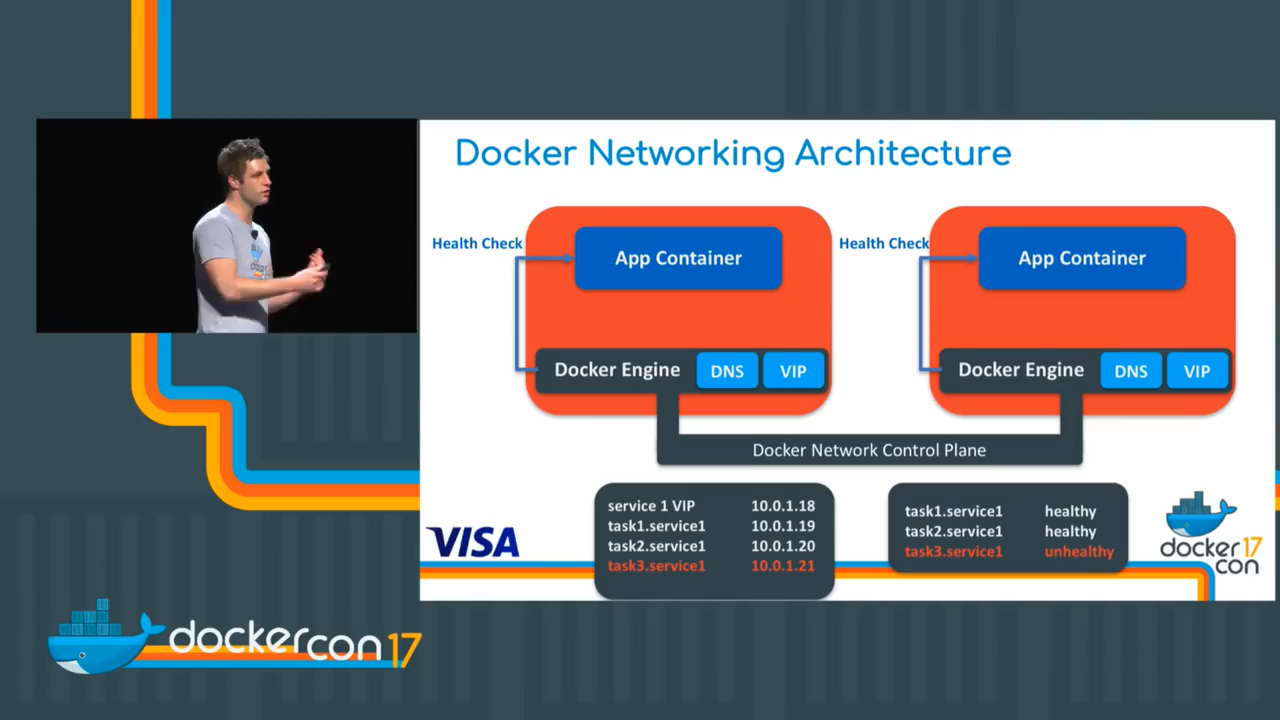 Docker Networking Architecture
Health Check
App Container
Health Check
App Container
Docker Engine
DNS
VIP
Docker Engine
DNS
VIP
Docker Network Control Plane
service 1 VIP 10.0.1.18
task1.service1 10.0.1.19
task2.service1 10.0.1.20
task3.service1 10.0.1.21
task1.service1 healthy
task2.service1 healthy
task3.service1 unhealthy
VISA
docker 17
con
dockercon 17